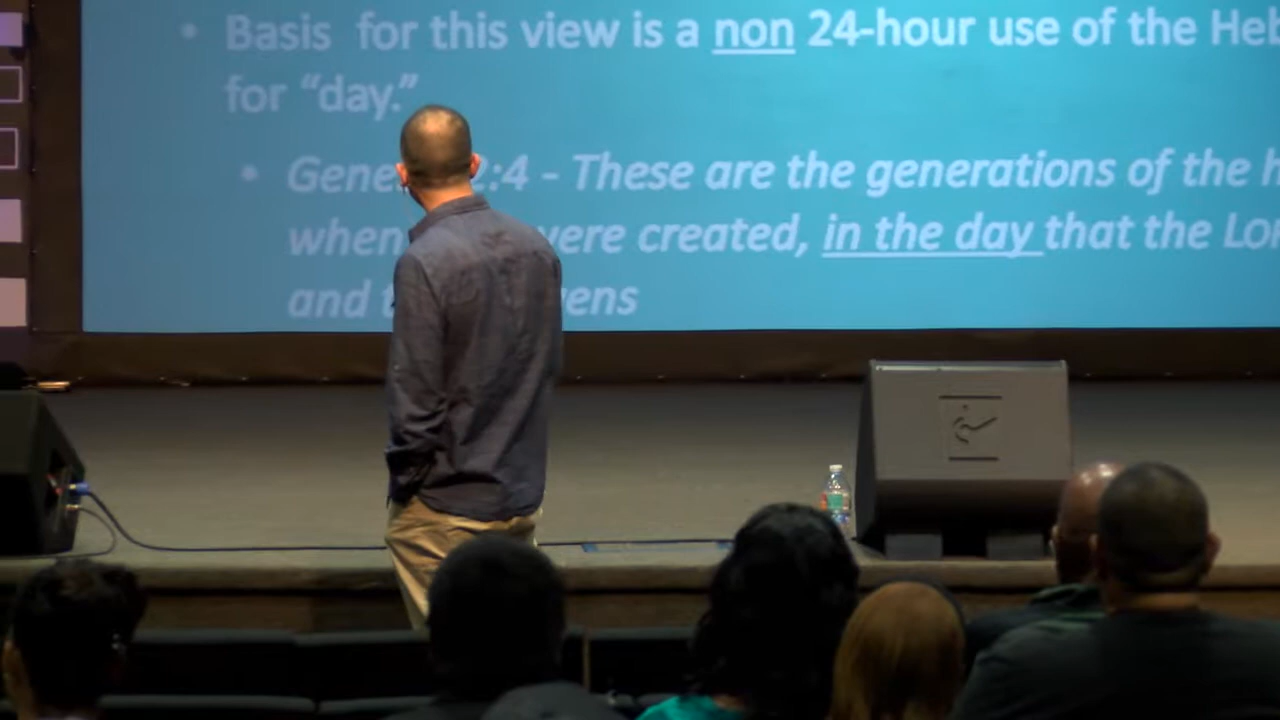 • Basis for this view is a non 24-hour use of the Heb
for “day.”
• Gene :4 - These are the generations of the h
when were created, in the day that the Lo
and